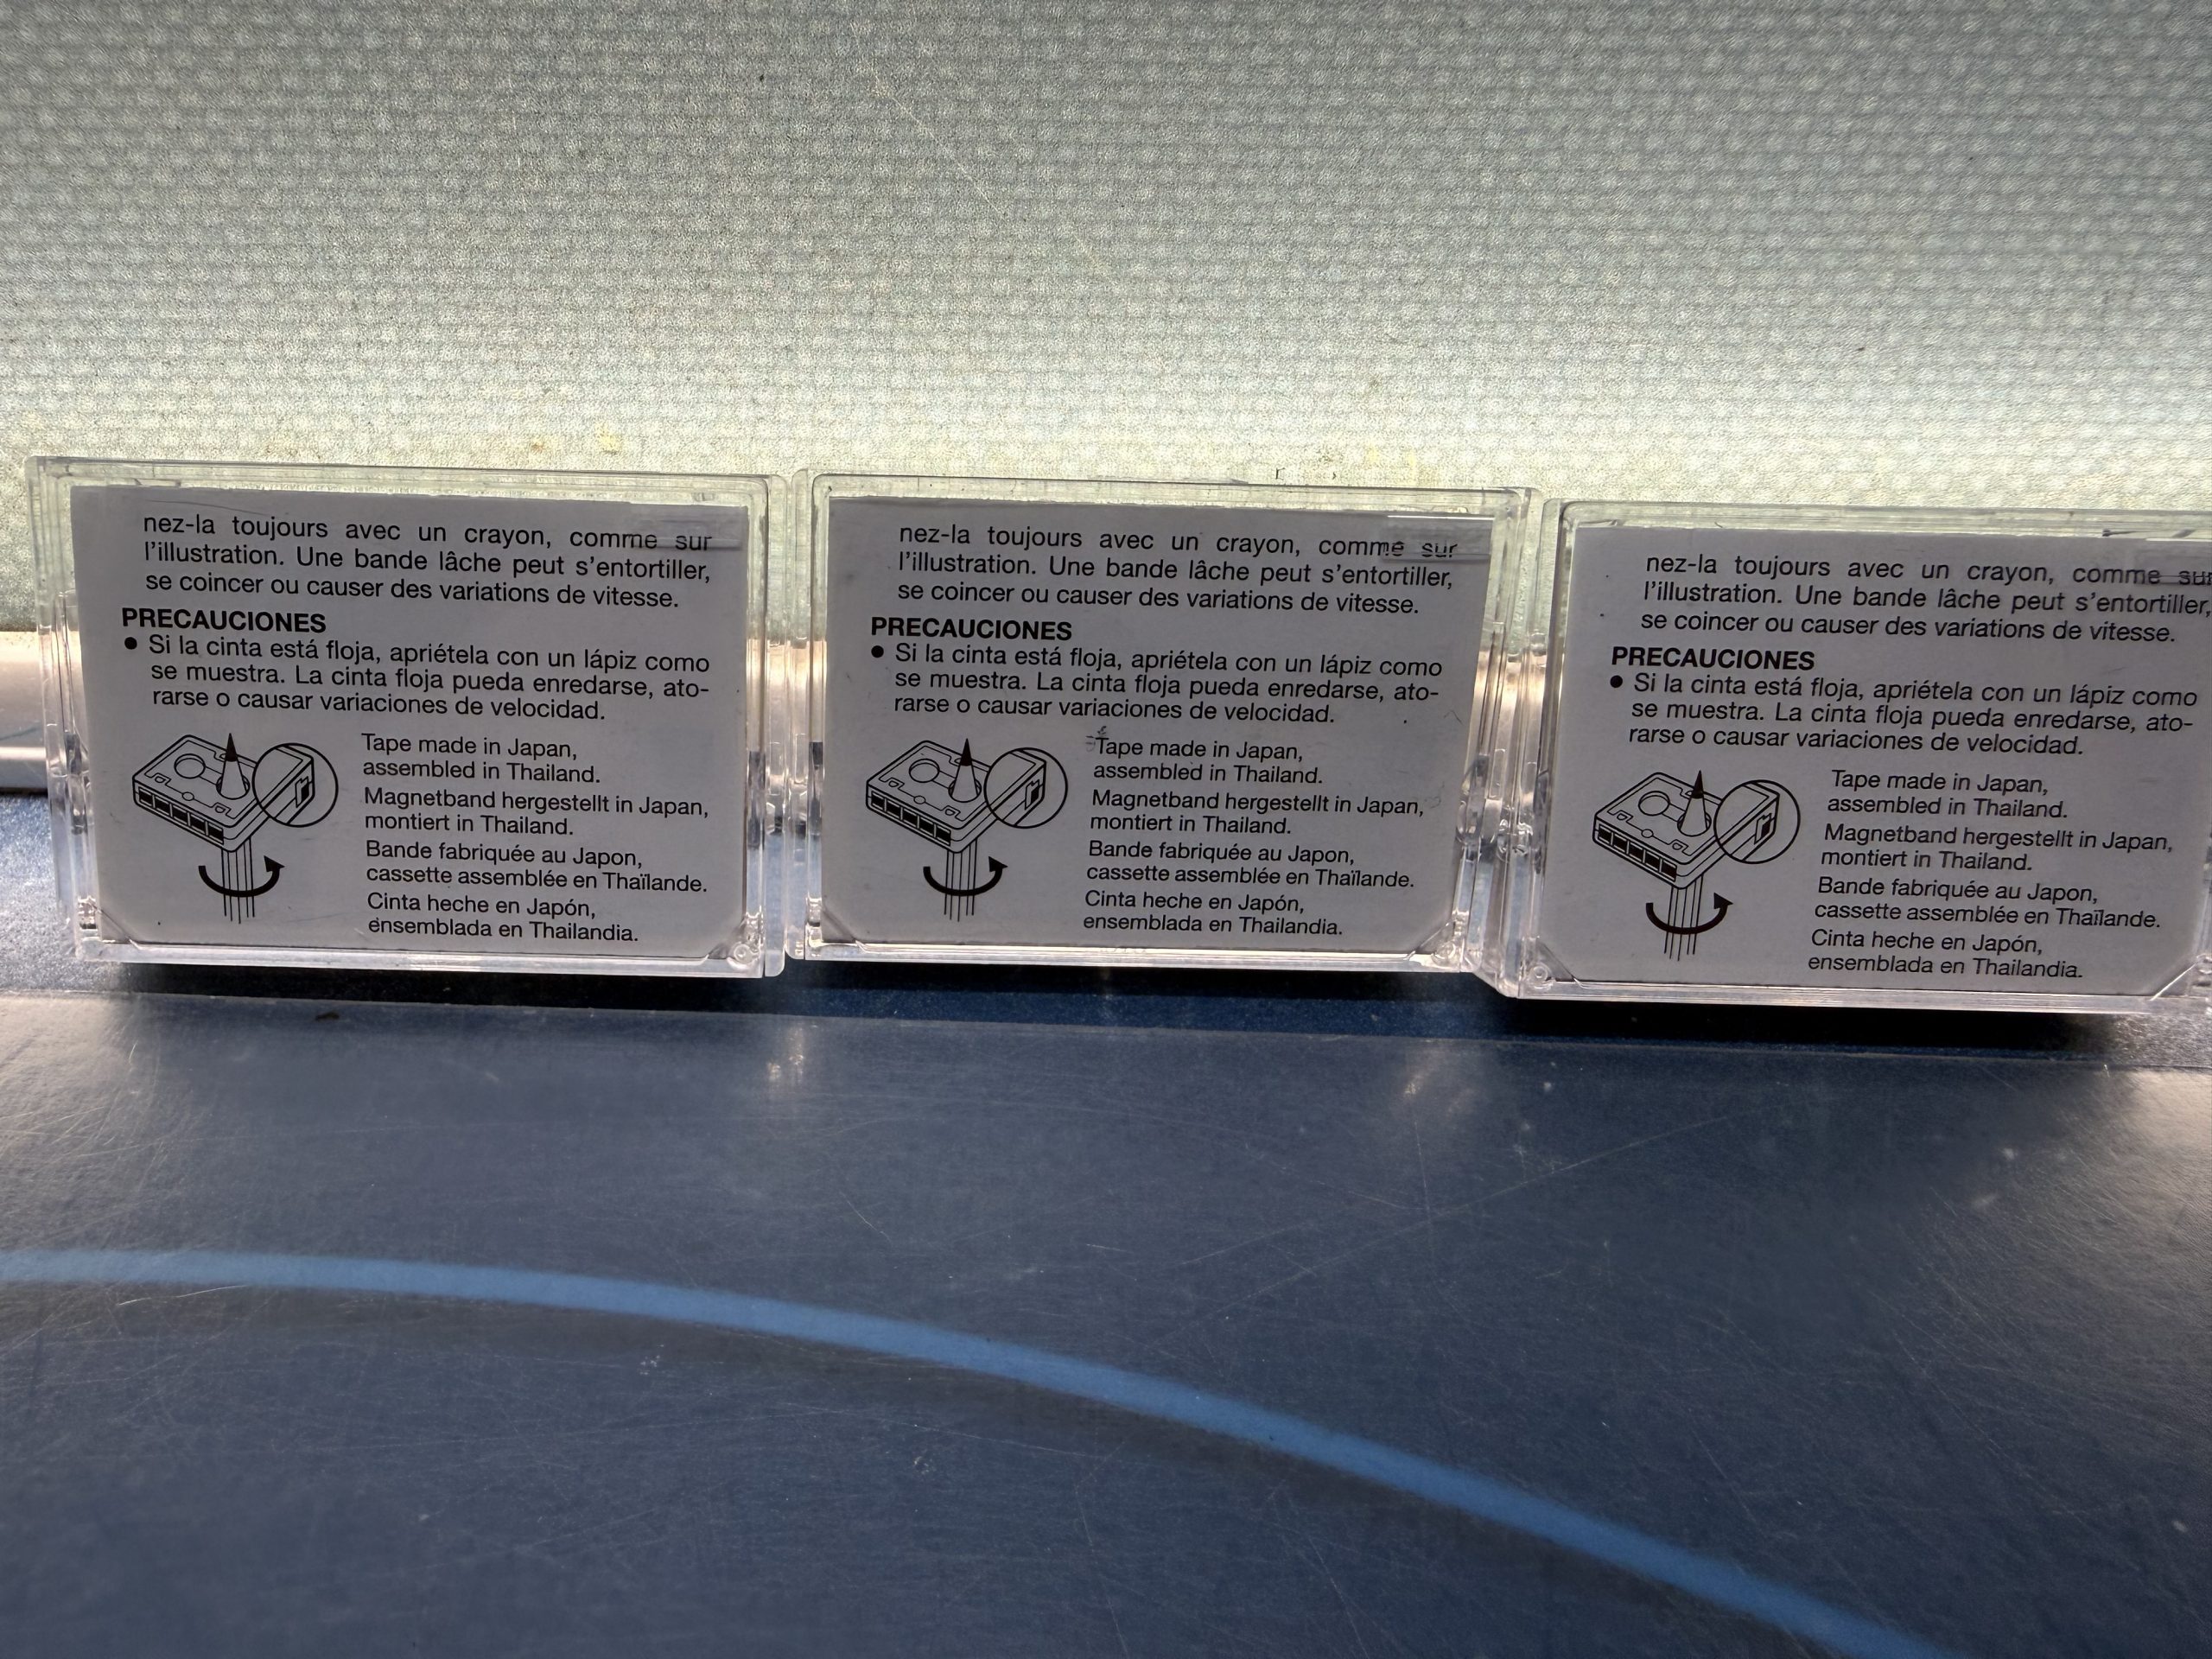 nez-la toujours avec un crayon, comme sur
l'illustration. Une bande lâche peut s'entortiller,
se coincer ou causer des variations de vitesse.
PRECAUCIONES
● Si la cinta está floja, apriétela con un lápiz como
se muestra. La cinta floja pueda enredarse, ato-
rarse o causar variaciones de velocidad.
Tape made in Japan,
assembled in Thailand.
Magnetband hergestellt in Japan,
montiert in Thailand.
Bande fabriquée au Japon,
cassette assemblée en Thaïlande.
Cinta heche en Japón,
ensemblada en Thailandia.
nez-la toujours avec un crayon, comme sur
l'illustration. Une bande lâche peut s'entortiller,
se coincer ou causer des variations de vitesse.
PRECAUCIONES
● Si la cinta está floja, apriétela con un lápiz como
se muestra. La cinta floja pueda enredarse, ato-
rarse o causar variaciones de velocidad.
Tape made in Japan,
assembled in Thailand.
Magnetband hergestellt in Japan,
montiert in Thailand.
Bande fabriquée au Japon,
cassette assemblée en Thaïlande.
Cinta heche en Japón,
ensemblada en Thailandia.
nez-la toujours avec un crayon, comme sur
l'illustration. Une bande lâche peut s'entortiller,
se coincer ou causer des variations de vitesse.
PRECAUCIONES
● Si la cinta está floja, apriétela con un lápiz como
se muestra. La cinta floja pueda enredarse, ato-
rarse o causar variaciones de velocidad.
Tape made in Japan,
assembled in Thailand.
Magnetband hergestellt in Japan,
montiert in Thailand.
Bande fabriquée au Japon,
cassette assemblée en Thaïlande.
Cinta heche en Japón,
ensemblada en Thailandia.